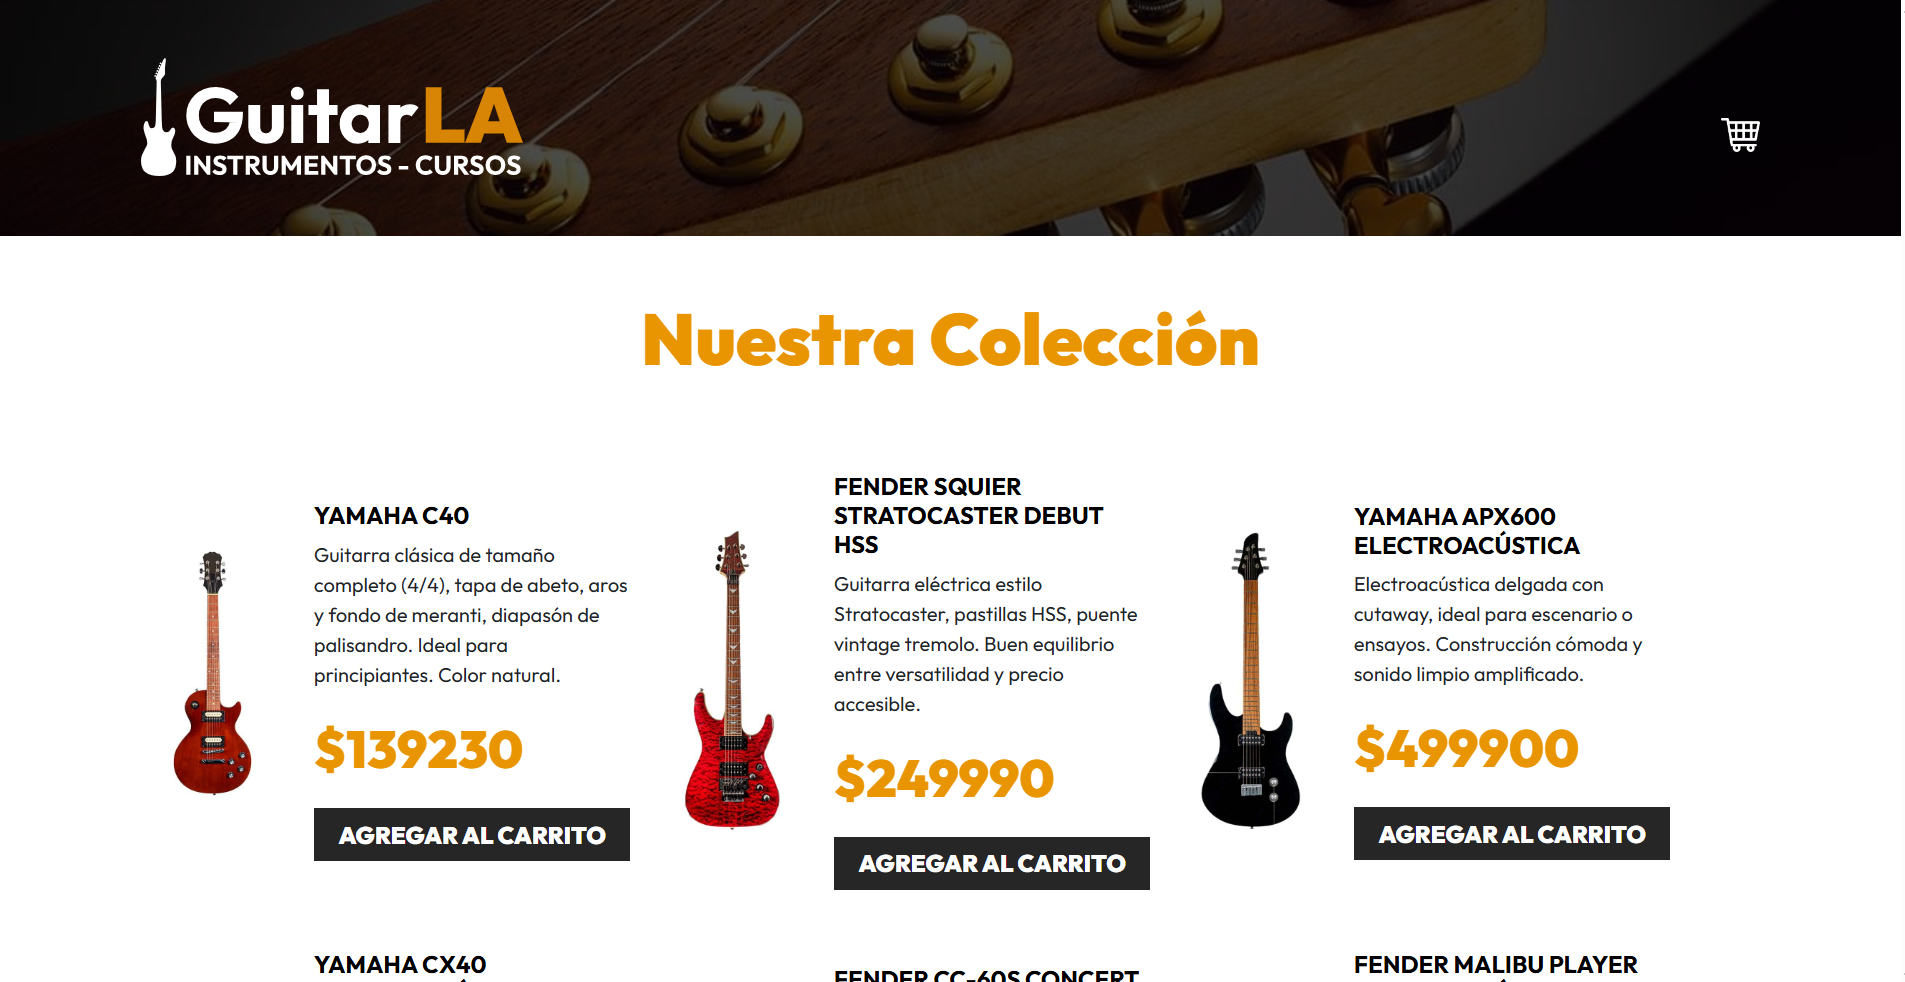 GuitarLA
INSTRUMENTOS - CURSOS
Nuestra Colección
YAMAHA C40
Guitarra clásica de tamaño
completo (4/4), tapa de abeto, aros
y fondo de meranti, diapasón de
palisandro. Ideal para
principiantes. Color natural.
$139230
AGREGAR AL CARRITO
FENDER SQUIER
STRATOCASTER DEBUT
HSS
Guitarra eléctrica estilo
Stratocaster, pastillas HSS, puente
vintage tremolo. Buen equilibrio
entre versatilidad y precio
accesible.
$249990
AGREGAR AL CARRITO
YAMAHA APX600
ELECTROACÚSTICA
Electroacústica delgada con
cutaway, ideal para escenario o
ensayos. Construcción cómoda y
sonido limpio amplificado.
$499900
AGREGAR AL CARRITO
YAMAHA CX40
FENDER CC-60S CONCERT
FENDER MALIBU PLAYER